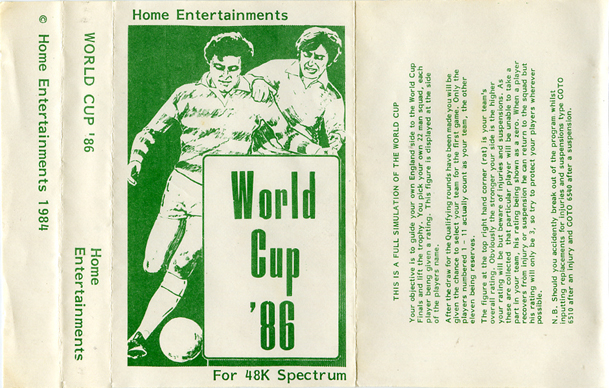 © Home Entertainments 1984
WORLD CUP '86
Home
Entertainments
Home Entertainments
World
Cup
'86
For 48K Spectrum
THIS IS A FULL SIMULATION OF THE WORLD CUP
Your objective is to guide your own England side to the World Cup
Finals and lift the trophy. You pick your own 22 man squad, each
player being given a rating. This figure is displayed at the side
of the players name.
After the draw for the Qualifying rounds have been made you will be
given the chance to select your team for the first game. Only the
players numbered 1 - 11 actually count as your team, the other
eleven being reserves.
The figure at the top right hand corner (rat) is your team's
overall rating. Obviously the stronger your side is the higher
your rating will be but beware of injuries and suspensions. As
these are collected that particular player will be unable to take a
part in your team, his rating being shown as a zero. When a player
recovers from injury or suspension he can return to the squad but
his rating will only be 3, so try to protect your players wherever
possible.
N.B. Should you accidently break out of the program whilst
inputting replacements for injuries and suspensions type GOTO
6510 after an injury and GOTO 6540 after a suspension.